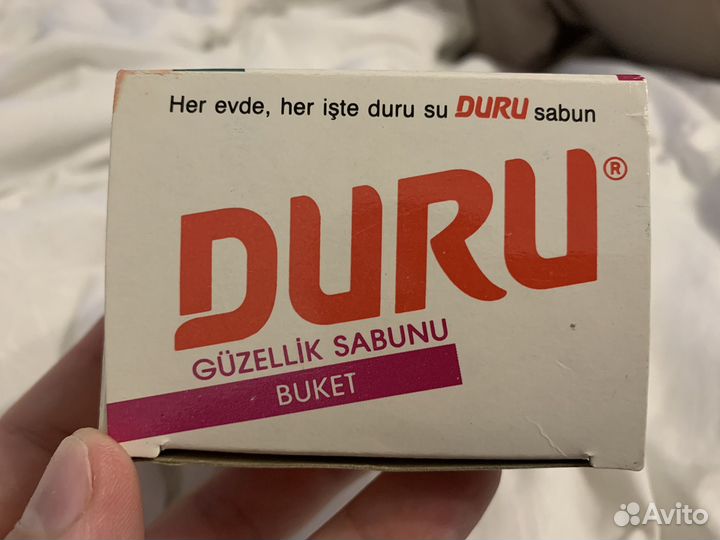 Her evde, her işte duru su DURU sabun
DURU®
GÜZELLİK SABUNU
BUKET
Avito